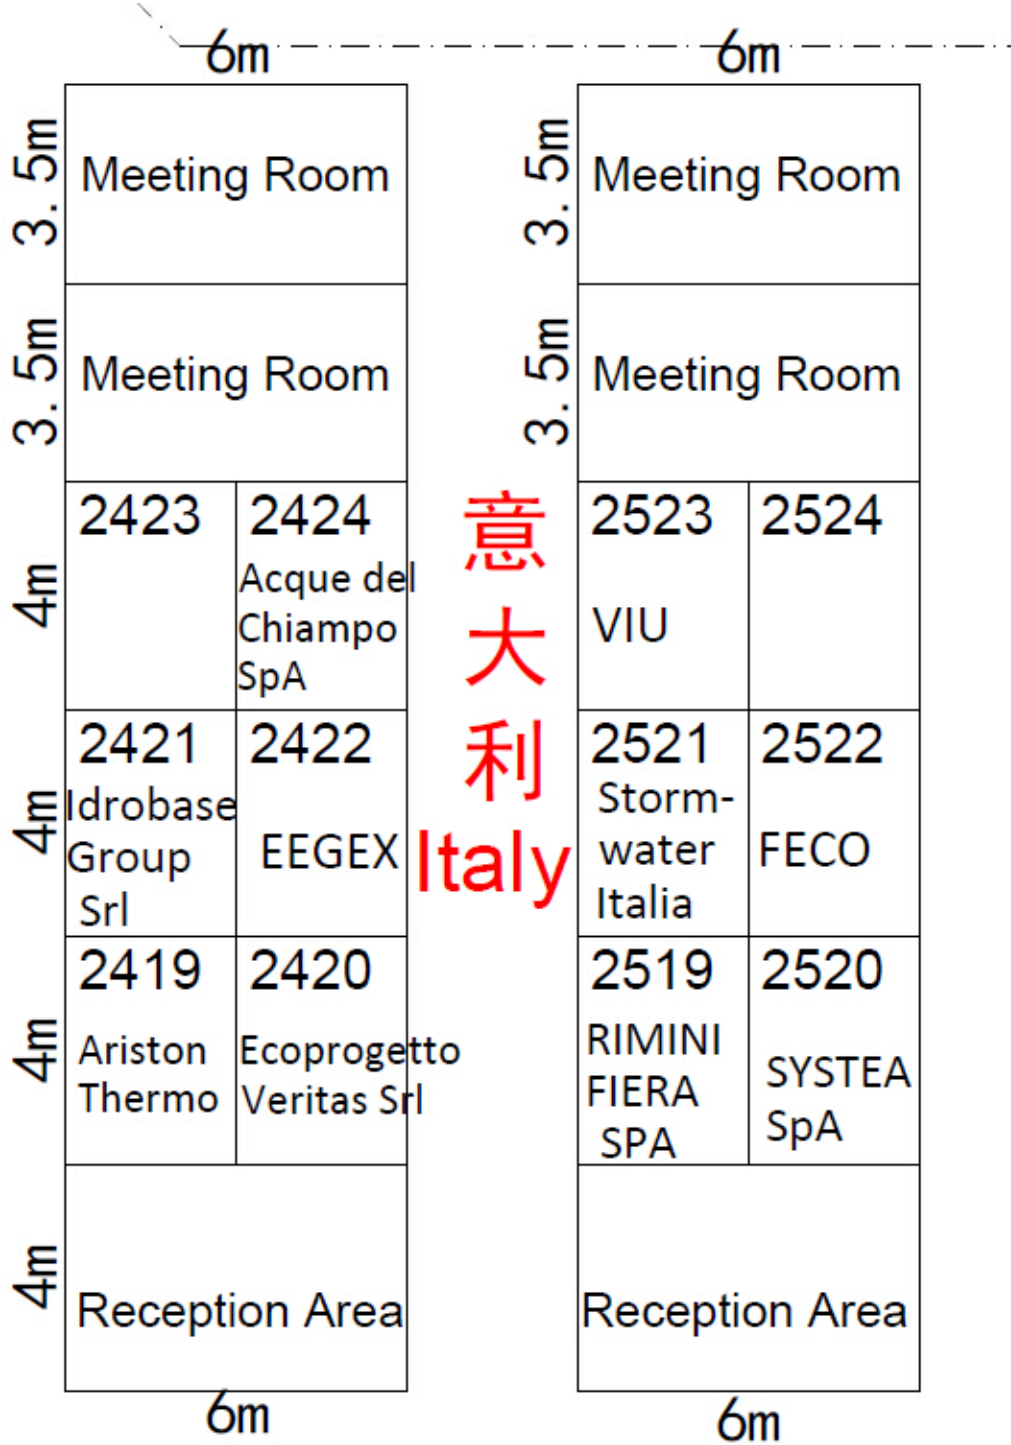 6m
6m
3.5m
Meeting Room
3.5m
Meeting Room
3.5m
Meeting Room
3.5m
Meeting Room
4m
2423
2424
Acque del
Chiampo
SpA
意
大
利
Italy
2523
VIU
2524
4m
2421
Idrobase
Group
Srl
2422
EEGEX
2521
Storm-
water
Italia
2522
FECO
4m
2419
Ariston
Thermo
2420
Ecoprogetto
Veritas Srl
2519
RIMINI
FIERA
SPA
2520
SYSTEA
SpA
4m
Reception Area
Reception Area
6m
6m